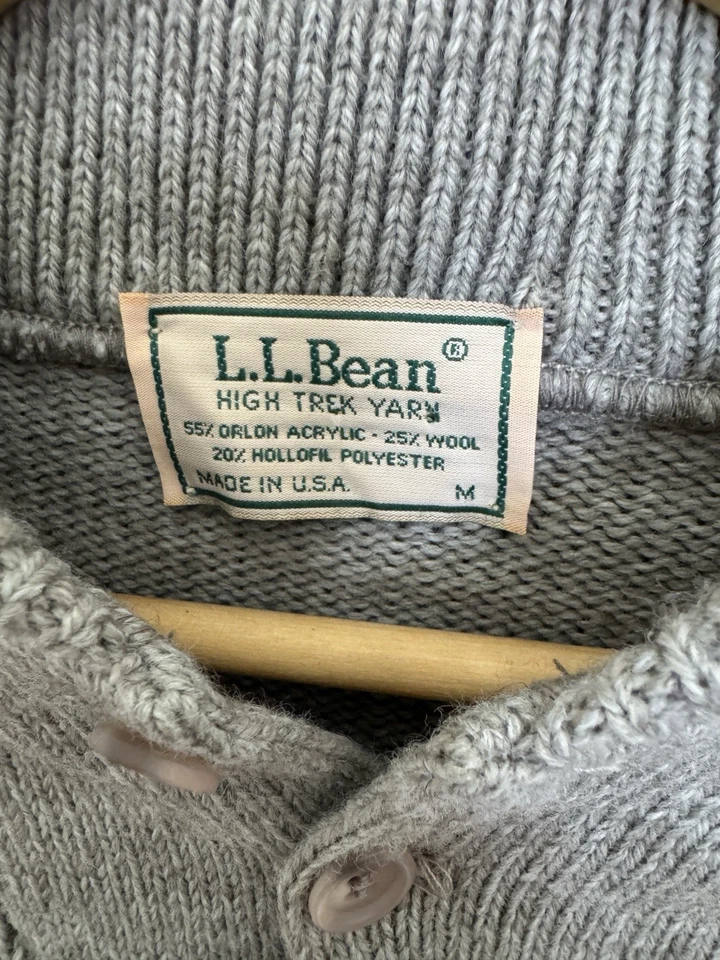 L.L.Bean®
HIGH TREK YARN
55% ORLON ACRYLIC - 25% WOOL
20% HOLLOFIL POLYESTER
MADE IN U.S.A. M